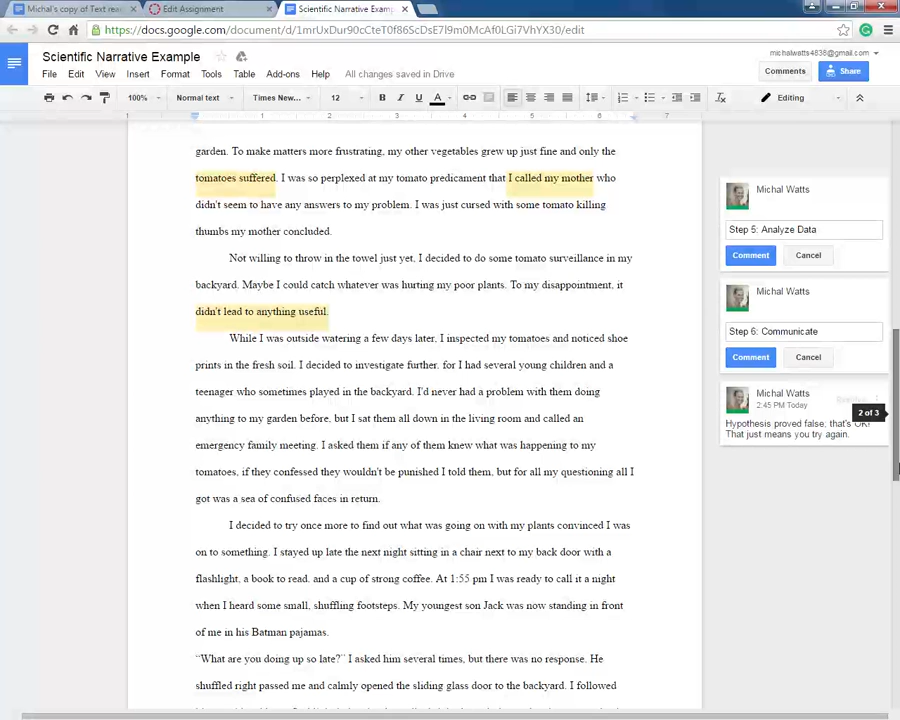 Michal's copy of Text rea
Edit Assignment
Scientific Narrative Examp
https://docs.google.com/document/d/1mrUxDur90cCteT0f86ScDsE7I9m0McAf0LGi7VhYX30/edit
Scientific Narrative Example
michalwatts4838@gmail.com
File Edit View Insert Format Tools Table Add-ons Help All changes saved in Drive
Comments
Share
100% Normal text Times New... 12 B I U A Editing
1 1 2 3 4 5 6 7
garden. To make matters more frustrating, my other vegetables grew up just fine and only the
tomatoes suffered. I was so perplexed at my tomato predicament that I called my mother who
didn't seem to have any answers to my problem. I was just cursed with some tomato killing
thumbs my mother concluded.
Not willing to throw in the towel just yet, I decided to do some tomato surveillance in my
backyard. Maybe I could catch whatever was hurting my poor plants. To my disappointment, it
didn't lead to anything useful.
While I was outside watering a few days later, I inspected my tomatoes and noticed shoe
prints in the fresh soil. I decided to investigate further, for I had several young children and a
teenager who sometimes played in the backyard. I'd never had a problem with them doing
anything to my garden before, but I sat them all down in the living room and called an
emergency family meeting. I asked them if any of them knew what was happening to my
tomatoes, if they confessed they wouldn't be punished I told them, but for all my questioning all I
got was a sea of confused faces in return.
I decided to try once more to find out what was going on with my plants convinced I was
on to something. I stayed up late the next night sitting in a chair next to my back door with a
flashlight, a book to read, and a cup of strong coffee. At 1:55 pm I was ready to call it a night
when I heard some small, shuffling footsteps. My youngest son Jack was now standing in front
of me in his Batman pajamas.
“What are you doing up so late?” I asked him several times, but there was no response. He
shuffled right passed me and calmly opened the sliding glass door to the backyard. I followed
Michal Watts
Step 5: Analyze Data
Comment Cancel
Michal Watts
Step 6: Communicate
Comment Cancel
Michal Watts
2:45 PM Today
2 of 3
Hypothesis proved false, that's OK!
That just means you try again.